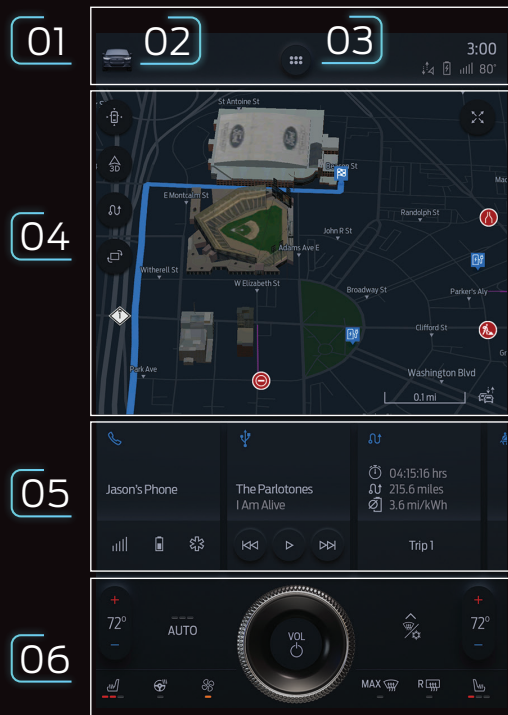 01
02
03
3:00
80°
04
St Antoine St
3D
Beacon St
Mac
E Montcalm St
Randolph St
John R St
Adams Ave E
Witherell St
W Elizabeth St
Broadway St
Parker's Aly
Clifford St
Gr
Park Ave
Washington Blvd
0.1 mi
05
Jason's Phone
The Parlotones
I Am Alive
04:15:16 hrs
215.6 miles
3.6 mi/kWh
Trip 1
06
+
72°
–
AUTO
VOL
MAX
R
+
72°
–